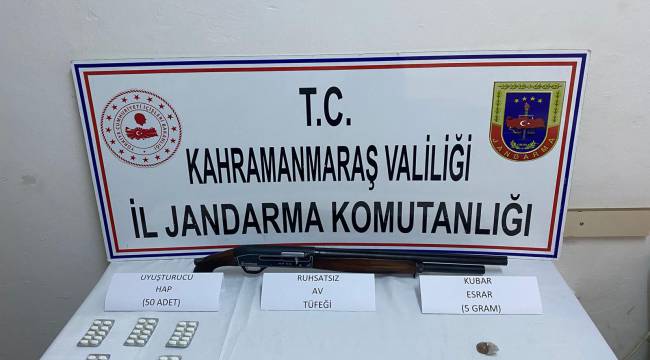 T.C.
KAHRAMANMARAŞ VALİLİĞİ
İL JANDARMA KOMUTANLIĞI
JANDARMA
UYUŞTURUCU
HAP
(50 ADET)
RUHSATSIZ
AV
TÜFEĞİ
KUBAR
ESRAR
(5 GRAM)